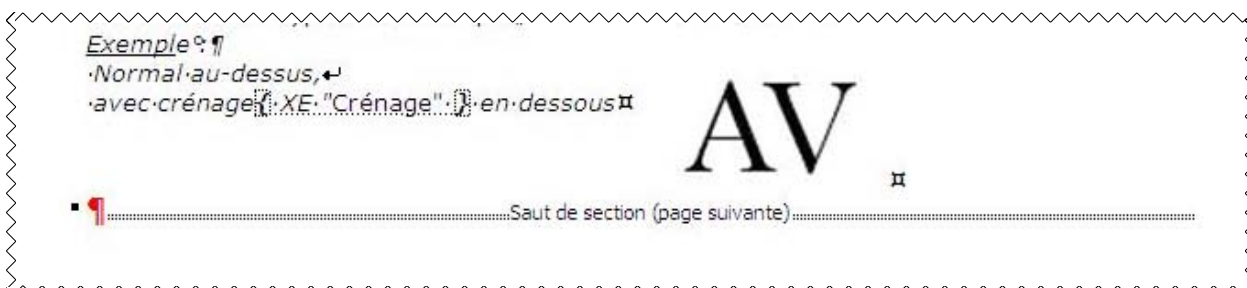 Exemple°:¶
·Normal·au-dessus,↵
·avec·crénage{·XE·"Crénage"·}·en·dessous¤
AV ¤
¶ Saut de section (page suivante)